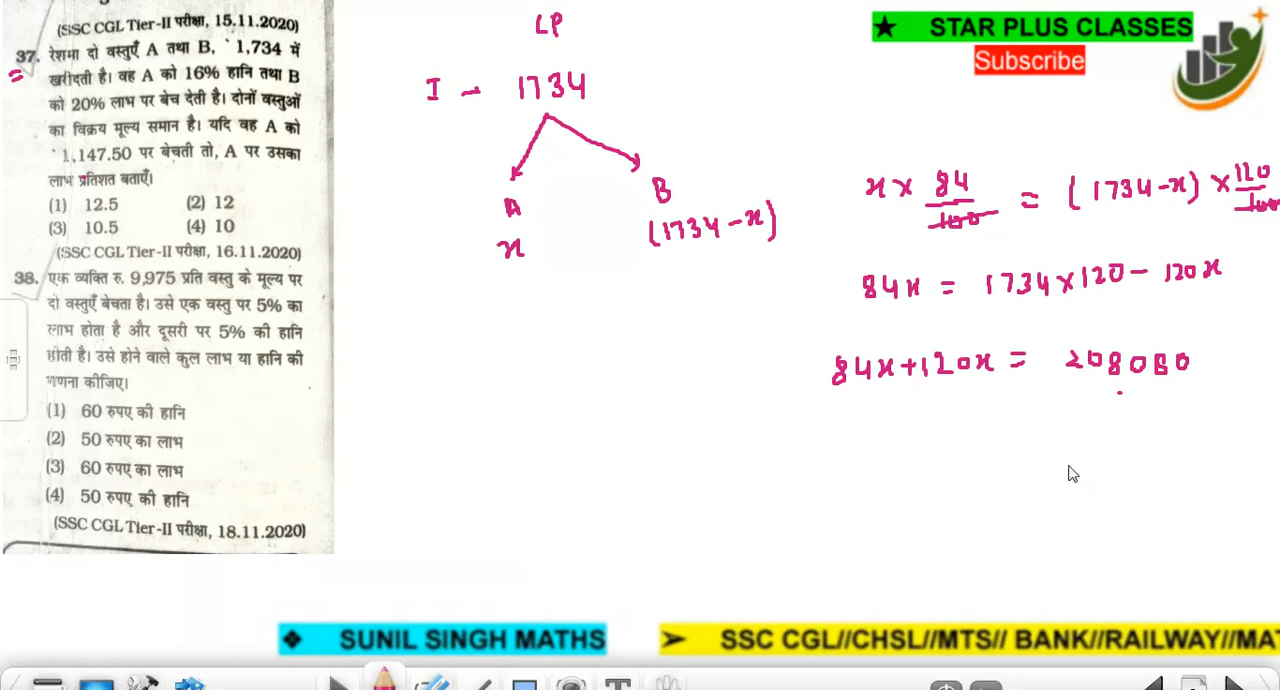 (SSC CGL Tier-II परीक्षा, 15.11.2020)
37. रेशमा दो वस्तुएँ A तथा B, ` 1,734 में
खरीदती है। वह A को 16% हानि तथा B
को 20% लाभ पर बेच देती है। दोनों वस्तुओं
का विक्रय मूल्य समान है। यदि वह A को
` 1,147.50 पर बेचती तो, A पर उसका
लाभ प्रतिशत बताएँ।
(1) 12.5 (2) 12
(3) 10.5 (4) 10
(SSC CGL Tier-II परीक्षा, 16.11.2020)
38. एक व्यक्ति रु. 9,975 प्रति वस्तु के मूल्य पर
दो वस्तुएँ बेचता है। उसे एक वस्तु पर 5% का
लाभ होता है और दूसरी पर 5% की हानि
होती है। उसे होने वाले कुल लाभ या हानि की
गणना कीजिए।
(1) 60 रुपए की हानि
(2) 50 रुपए का लाभ
(3) 60 रुपए का लाभ
(4) 50 रुपए की हानि
(SSC CGL Tier-II परीक्षा, 18.11.2020)
I - 1734
A
B
x
(1734-x)
x × 84/100 = (1734-x) × 120/100
84x = 1734×120 - 120x
84x+120x = 208080
★ STAR PLUS CLASSES
Subscribe
❖ SUNIL SINGH MATHS
➢ SSC CGL//CHSL//MTS// BANK//RAILWAY//MA